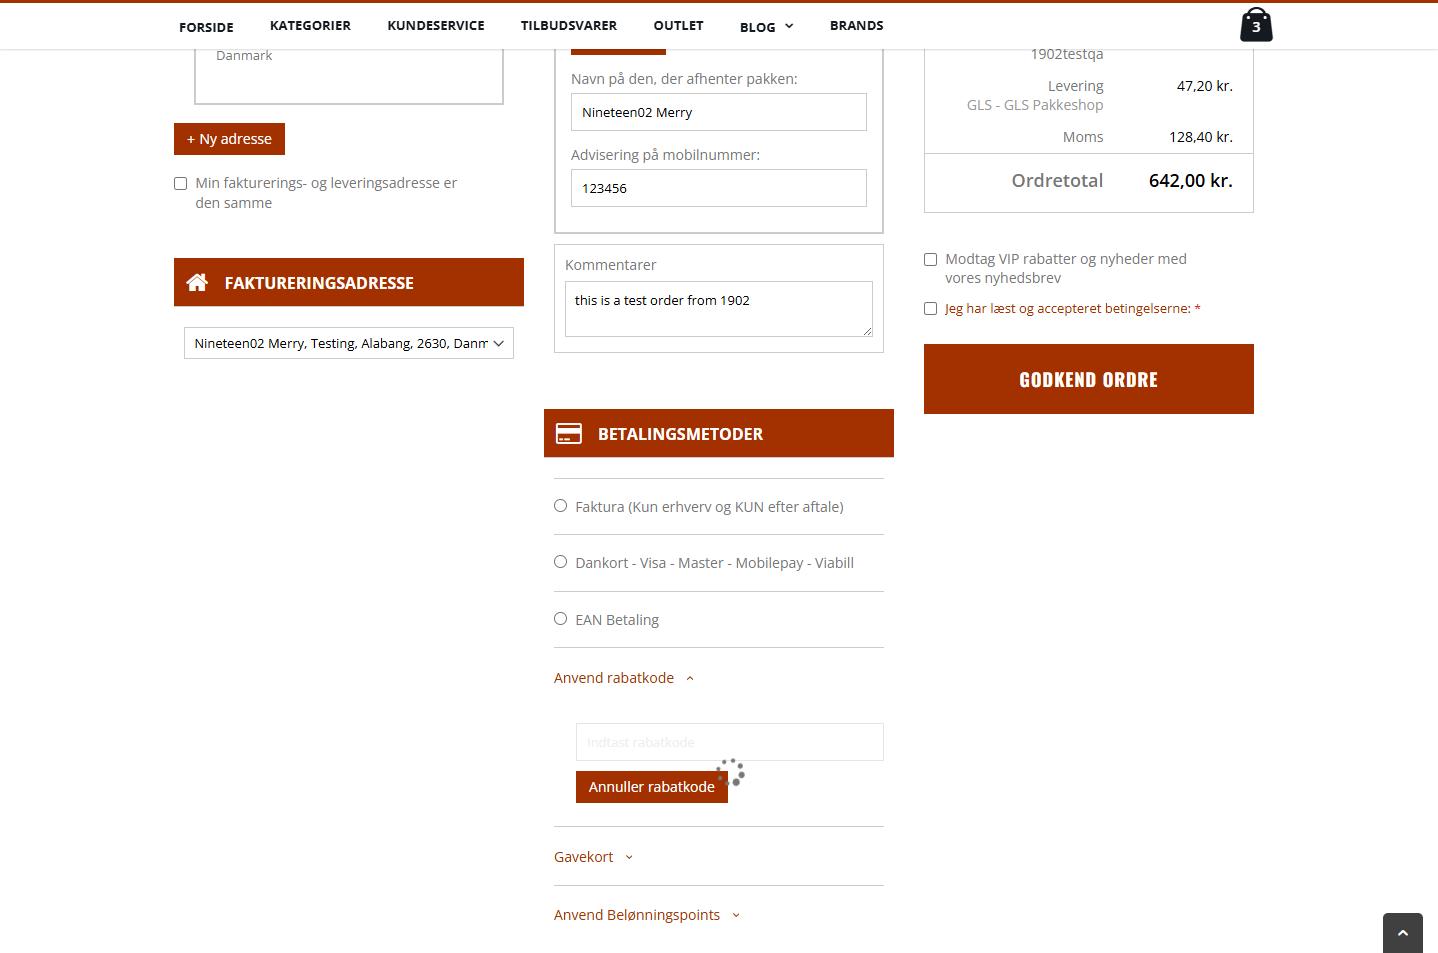 FORSIDE KATEGORIER KUNDESERVICE TILBUDSVARER OUTLET BLOG BRANDS 3
Danmark
+ Ny adresse
Min fakturerings- og leveringsadresse er
den samme
FAKTURERINGSADRESSE
Nineteen02 Merry, Testing, Alabang, 2630, Danm
Navn på den, der afhenter pakken:
Nineteen02 Merry
Advisering på mobilnummer:
123456
Kommentarer
this is a test order from 1902
BETALINGSMETODER
Faktura (Kun erhverv og KUN efter aftale)
Dankort - Visa - Master - Mobilepay - Viabill
EAN Betaling
Anvend rabatkode
Indtast rabatkode
Annuller rabatkode
Gavekort
Anvend Belønningspoints
1902testqa
Levering 47,20 kr.
GLS - GLS Pakkeshop
Moms 128,40 kr.
Ordretotal 642,00 kr.
Modtag VIP rabatter og nyheder med
vores nyhedsbrev
Jeg har læst og accepteret betingelserne: *
GODKEND ORDRE